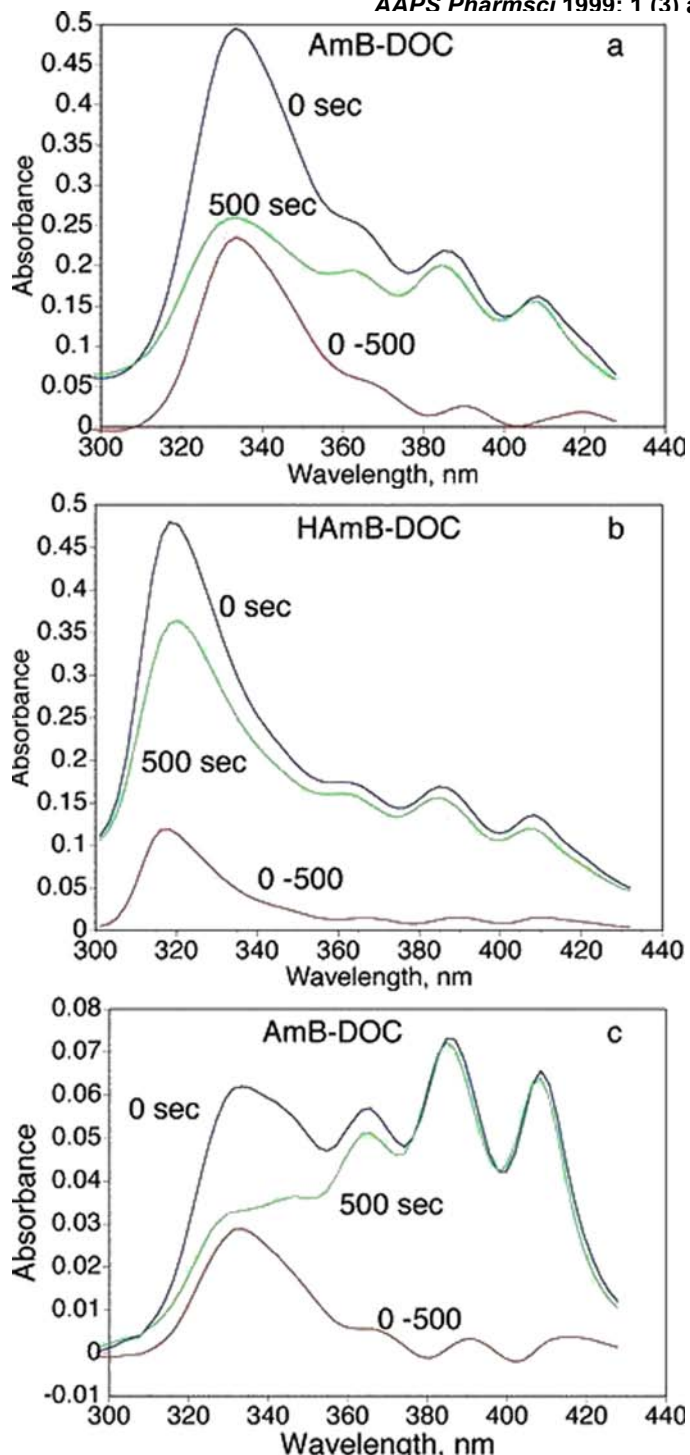 AAPS Pharmsci 1999; 1 (3) a
0.5
AmB-DOC
a
0.45
0 sec
0.4
0.35
0.3
500 sec
0.25
0.2
0.15
0 -500
0.1
0.05
0
Absorbance
300 320 340 360 380 400 420 440
Wavelength, nm
0.5
HAmB-DOC
b
0.45
0.4
0 sec
0.35
0.3
0.25
0.2
500 sec
0.15
0.1
0 -500
0.05
0
Absorbance
300 320 340 360 380 400 420 440
Wavelength, nm
0.08
AmB-DOC
c
0.07
0 sec
0.06
0.05
0.04
500 sec
0.03
0.02
0.01
0 -500
0
-0.01
Absorbance
300 320 340 360 380 400 420 440
Wavelength, nm